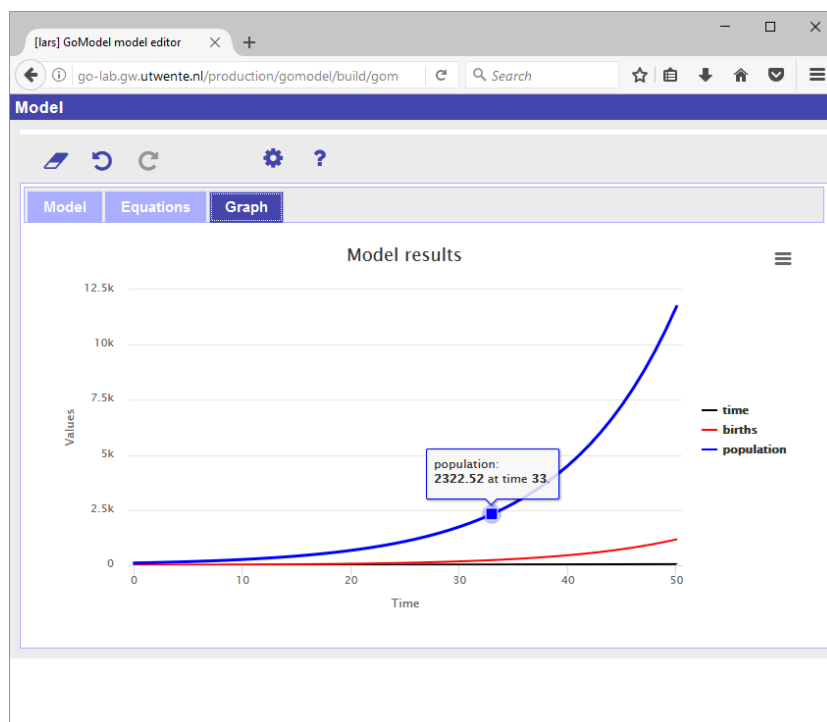 [lars] GoModel model editor
go-lab.gw.utwente.nl/production/gomodel/build/gom
Search
Model
?
Model Equations Graph
Model results
12.5k
10k
7.5k
5k
2.5k
0
Values
population:
2322.52 at time 33.
time
births
population
0 10 20 30 40 50
Time